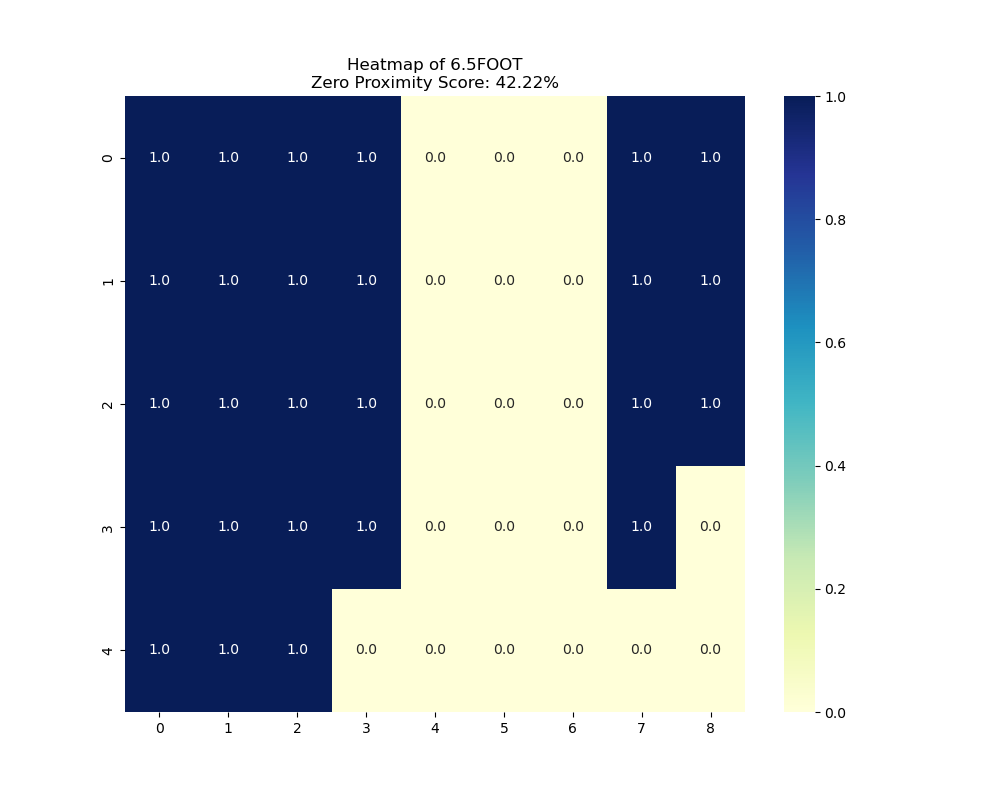 Heatmap of 6.5FOOT
Zero Proximity Score: 42.22%
0 1.0 1.0 1.0 1.0 0.0 0.0 0.0 1.0 1.0
1 1.0 1.0 1.0 1.0 0.0 0.0 0.0 1.0 1.0
2 1.0 1.0 1.0 1.0 0.0 0.0 0.0 1.0 1.0
3 1.0 1.0 1.0 1.0 0.0 0.0 0.0 1.0 0.0
4 1.0 1.0 1.0 0.0 0.0 0.0 0.0 0.0 0.0
0 1 2 3 4 5 6 7 8
1.0
0.8
0.6
0.4
0.2
0.0